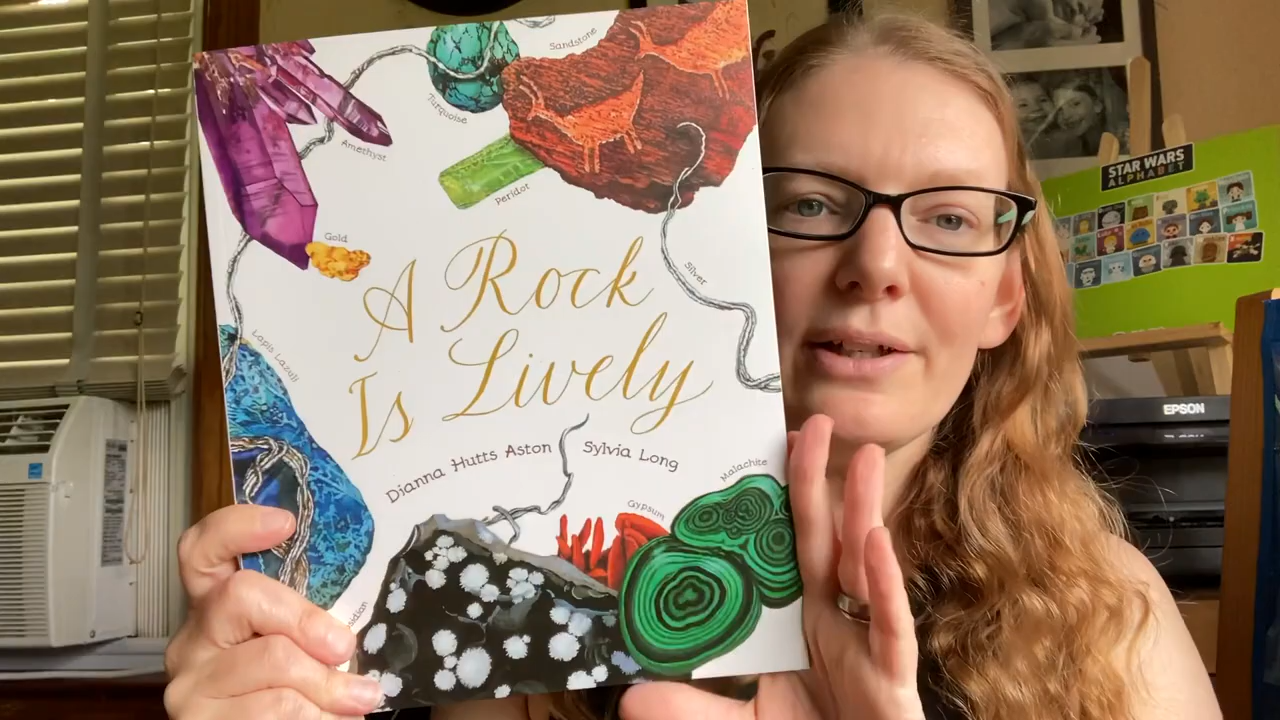 Sandstone
Turquoise
Amethyst
Peridot
Gold
Silver
Lapis Lazuli
A Rock
Is Lively
Dianna Hutts Aston
Sylvia Long
Malachite
Gypsum
STAR WARS
ALPHABET
EPSON